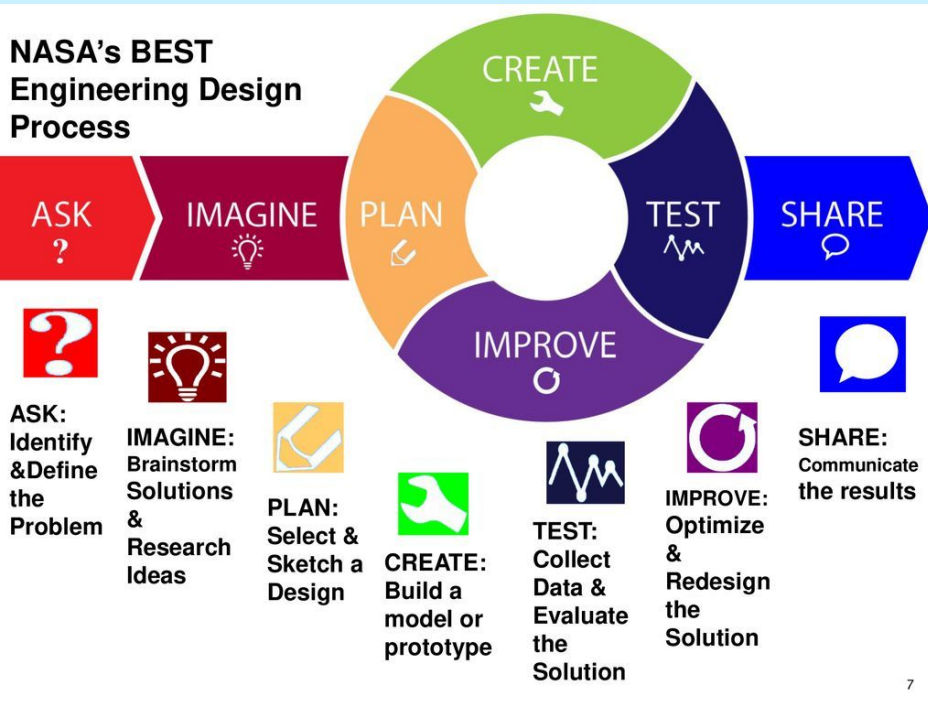 NASA's BEST
Engineering Design
Process
CREATE
ASK
?
IMAGINE
PLAN
TEST
SHARE
IMPROVE
?
ASK:
Identify
&Define
the
Problem
IMAGINE:
Brainstorm
Solutions
&
Research
Ideas
PLAN:
Select &
Sketch a
Design
CREATE:
Build a
model or
prototype
TEST:
Collect
Data &
Evaluate
the
Solution
IMPROVE:
Optimize
&
Redesign
the
Solution
SHARE:
Communicate
the results
7